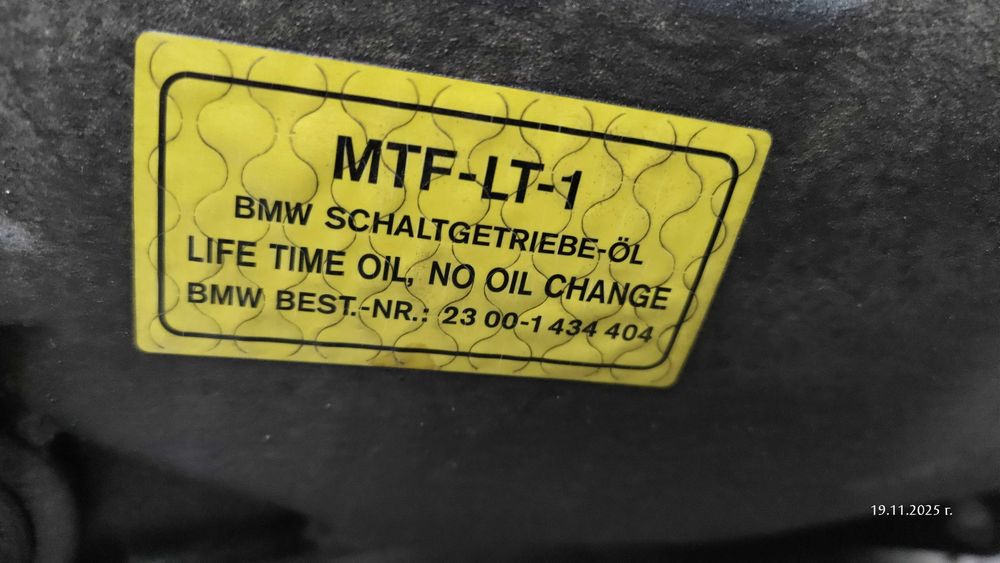 MTF-LT-1
BMW SCHALTGETRIEBE-ÖL
LIFE TIME OIL, NO OIL CHANGE
BMW BEST.-NR.: 23 00-1 434 404
19.11.2025 г.